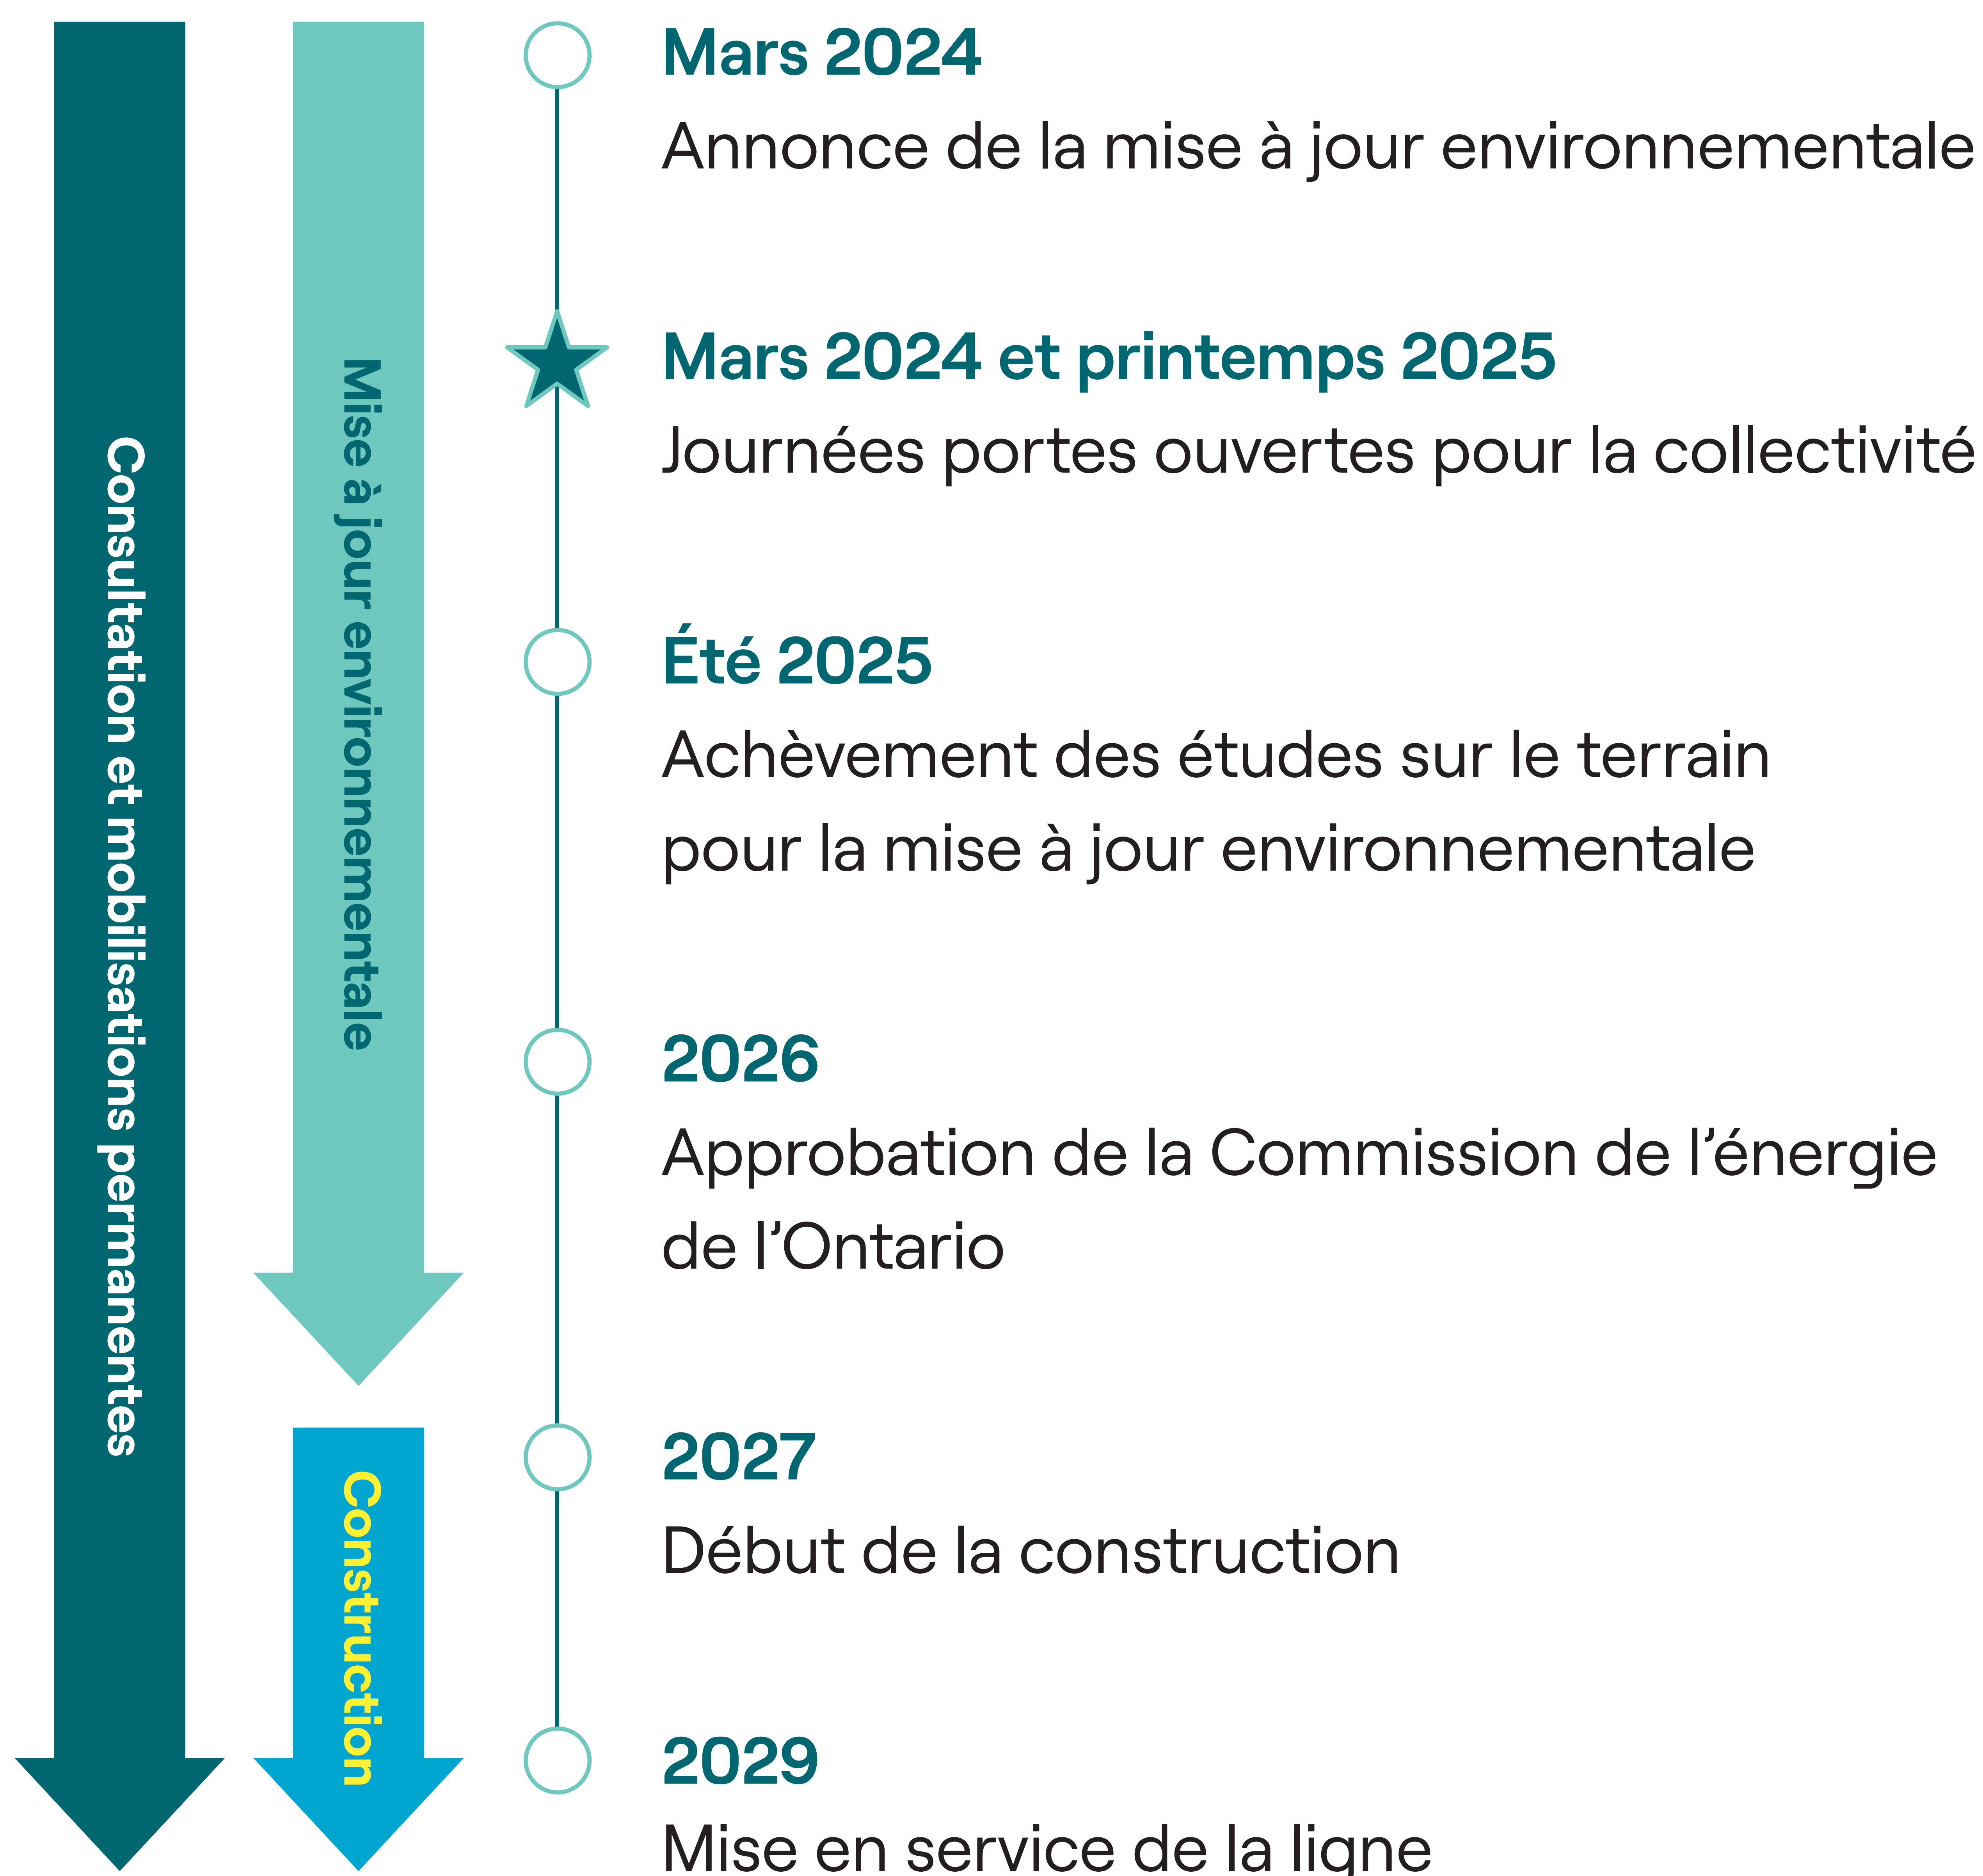 Consultation et mobilisations permanentes
Mise à jour environnementale
Construction
Mars 2024
Annonce de la mise à jour environnementale
Mars 2024 et printemps 2025
Journées portes ouvertes pour la collectivité
Été 2025
Achèvement des études sur le terrain
pour la mise à jour environnementale
2026
Approbation de la Commission de l’énergie
de l’Ontario
2027
Début de la construction
2029
Mise en service de la ligne